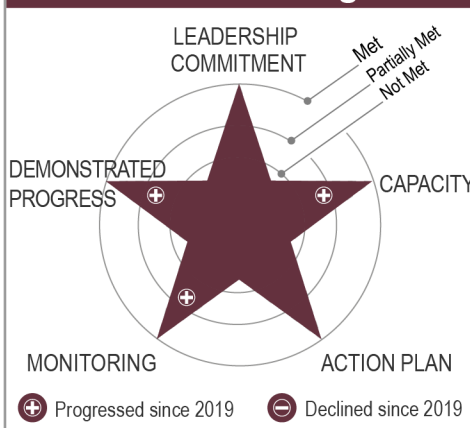 LEADERSHIP
COMMITMENT
Met
Partially Met
Not Met
DEMONSTRATED
PROGRESS
CAPACITY
MONITORING
ACTION PLAN
Progressed since 2019
Declined since 2019